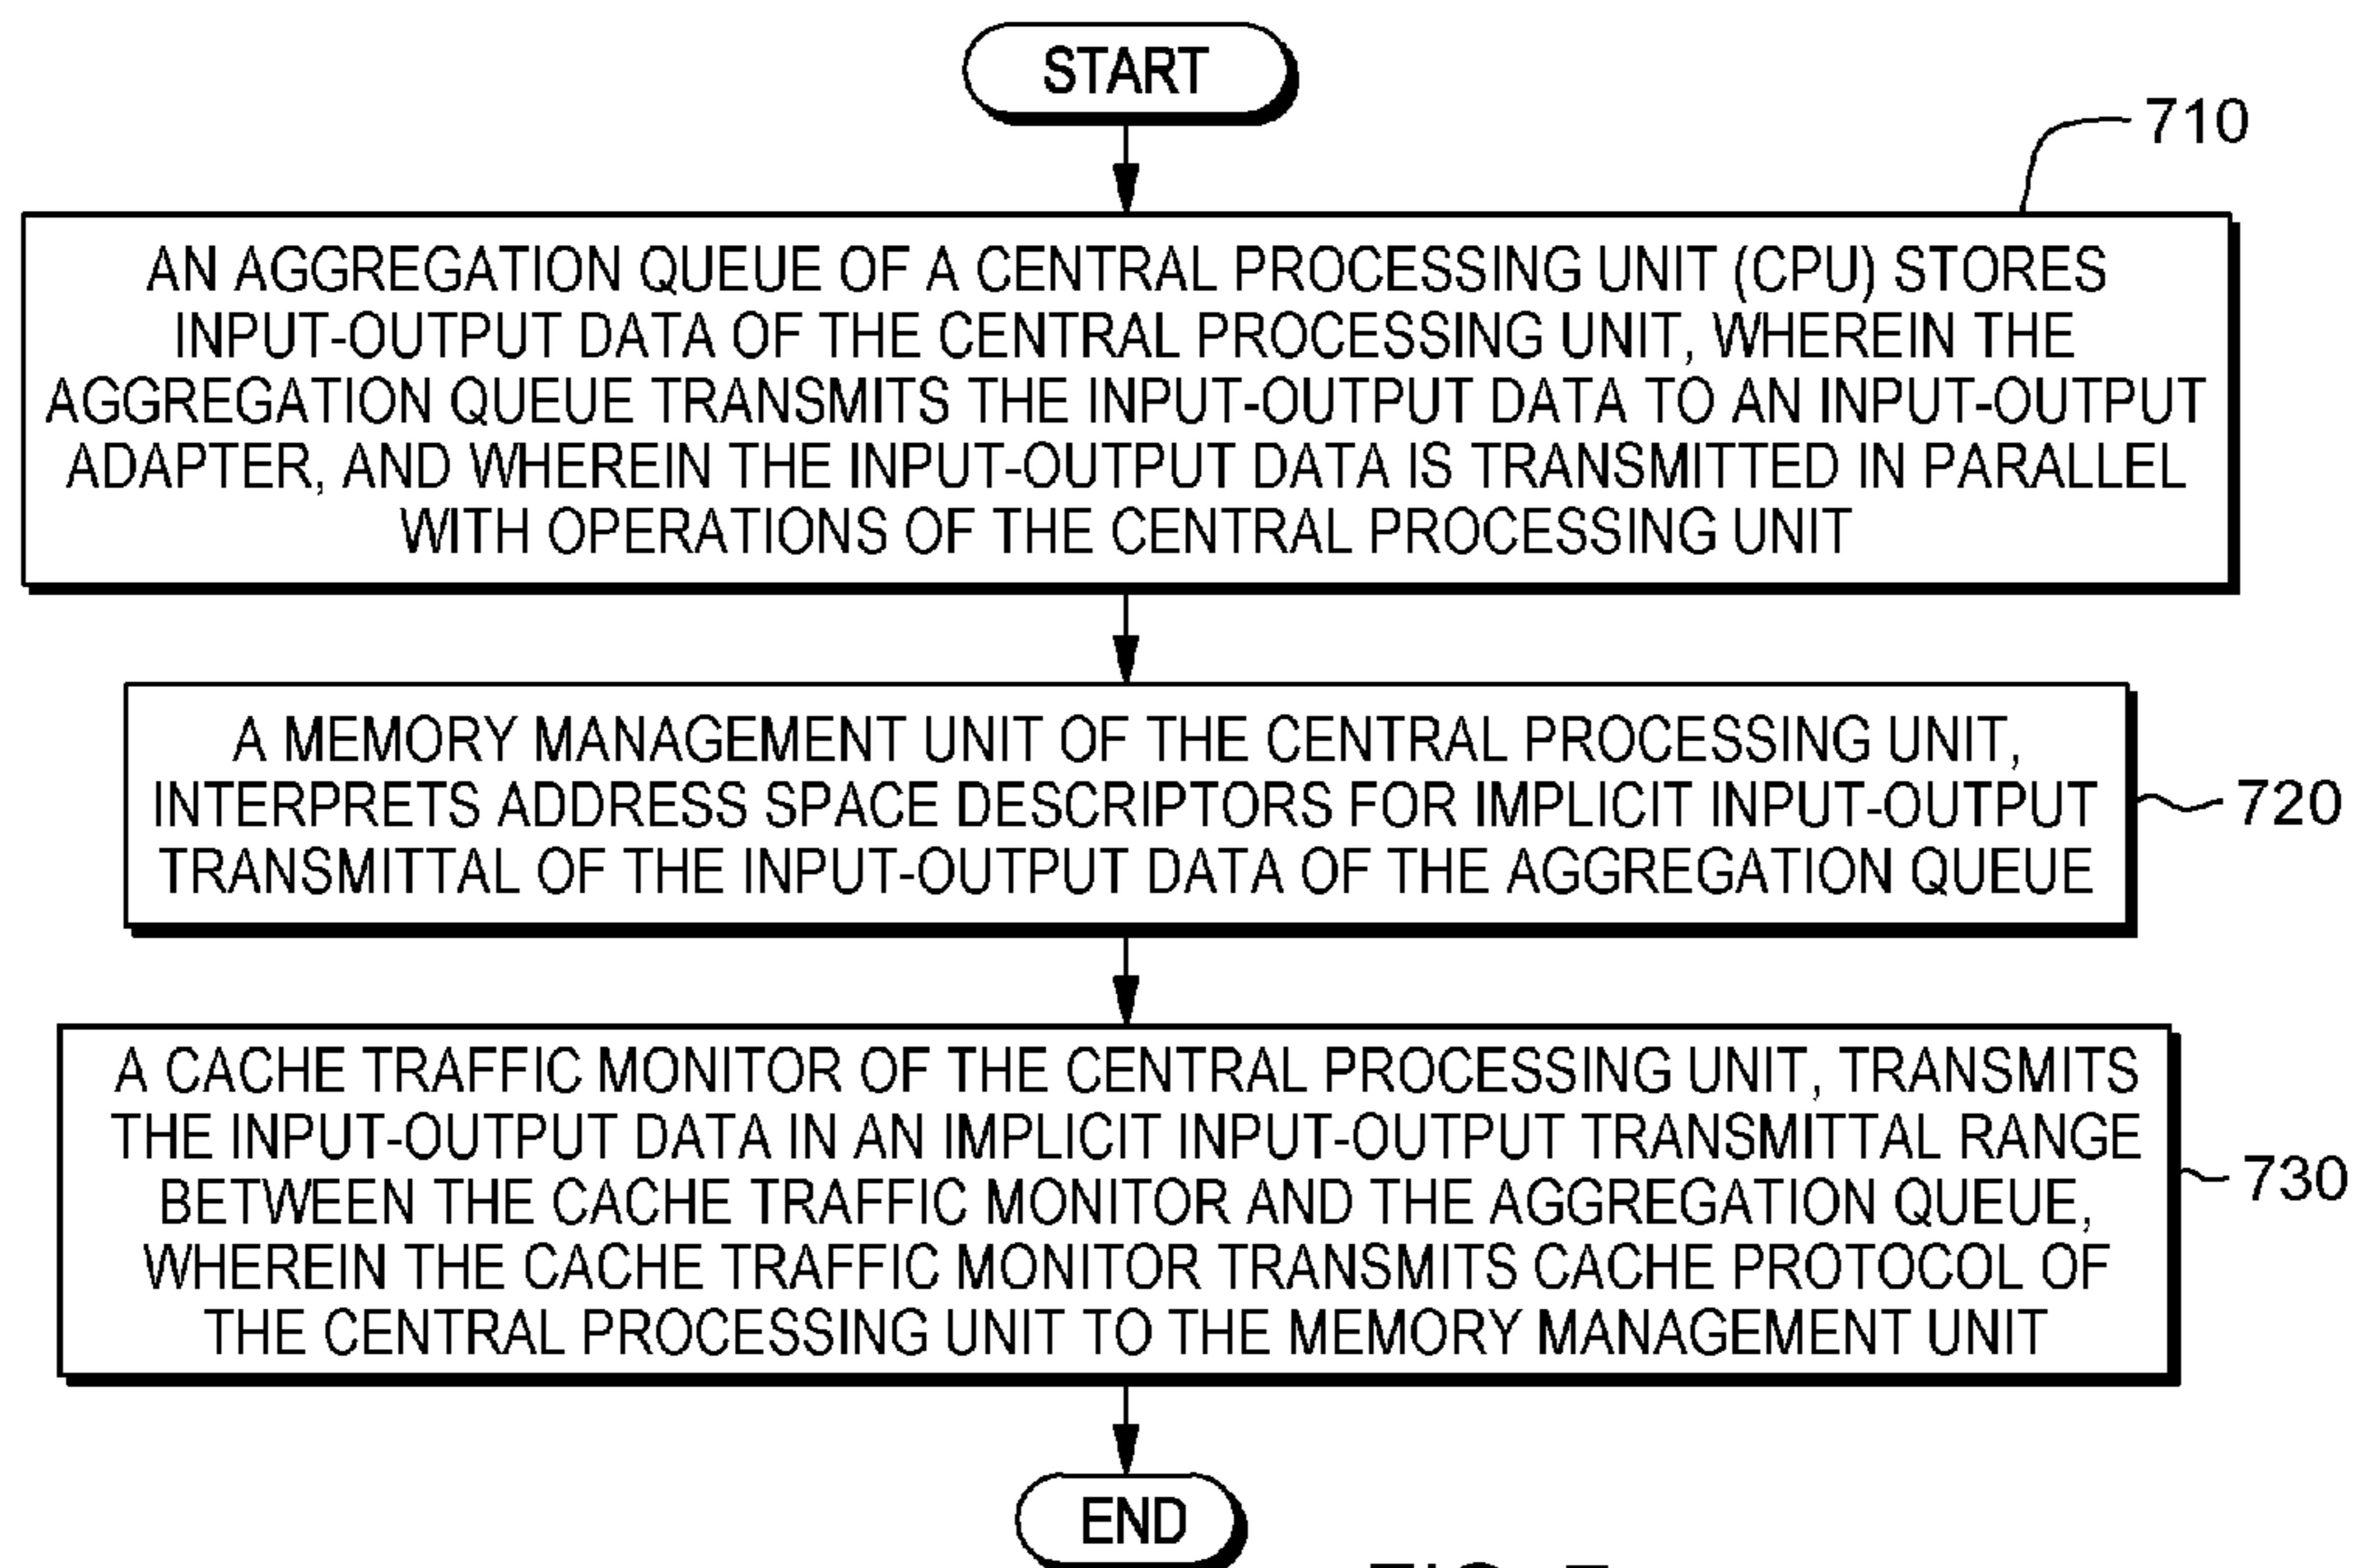 START
710
AN AGGREGATION QUEUE OF A CENTRAL PROCESSING UNIT (CPU) STORES
INPUT-OUTPUT DATA OF THE CENTRAL PROCESSING UNIT, WHEREIN THE
AGGREGATION QUEUE TRANSMITS THE INPUT-OUTPUT DATA TO AN INPUT-OUTPUT
ADAPTER, AND WHEREIN THE INPUT-OUTPUT DATA IS TRANSMITTED IN PARALLEL
WITH OPERATIONS OF THE CENTRAL PROCESSING UNIT
A MEMORY MANAGEMENT UNIT OF THE CENTRAL PROCESSING UNIT,
INTERPRETS ADDRESS SPACE DESCRIPTORS FOR IMPLICIT INPUT-OUTPUT
TRANSMITTAL OF THE INPUT-OUTPUT DATA OF THE AGGREGATION QUEUE
720
A CACHE TRAFFIC MONITOR OF THE CENTRAL PROCESSING UNIT, TRANSMITS
THE INPUT-OUTPUT DATA IN AN IMPLICIT INPUT-OUTPUT TRANSMITTAL RANGE
BETWEEN THE CACHE TRAFFIC MONITOR AND THE AGGREGATION QUEUE,
WHEREIN THE CACHE TRAFFIC MONITOR TRANSMITS CACHE PROTOCOL OF
THE CENTRAL PROCESSING UNIT TO THE MEMORY MANAGEMENT UNIT
730
END